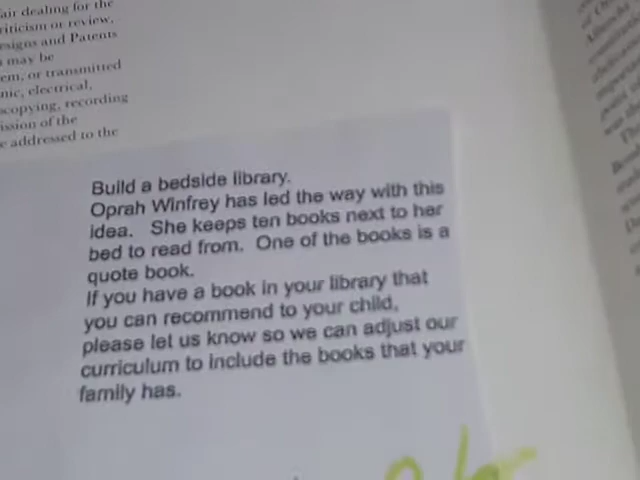 air dealing for the
riticism or review,
esigns and Patents
may be
em, or transmitted
nic, electrical,
scopying, recording
ission of the
e addressed to the
Build a bedside library.
Oprah Winfrey has led the way with this
idea. She keeps ten books next to her
bed to read from. One of the books is a
quote book.
If you have a book in your library that
you can recommend to your child,
please let us know so we can adjust our
curriculum to include the books that your
family has.